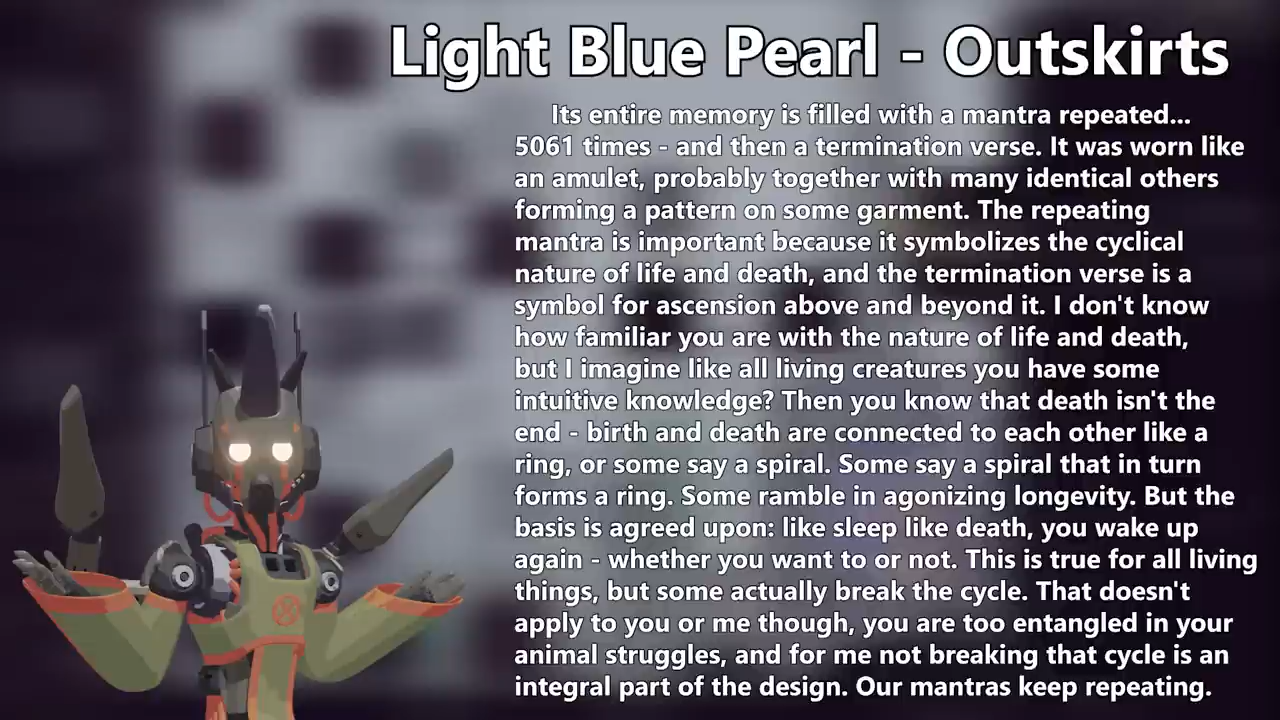 Light Blue Pearl - Outskirts
Its entire memory is filled with a mantra repeated...
5061 times - and then a termination verse. It was worn like
an amulet, probably together with many identical others
forming a pattern on some garment. The repeating
mantra is important because it symbolizes the cyclical
nature of life and death, and the termination verse is a
symbol for ascension above and beyond it. I don't know
how familiar you are with the nature of life and death,
but I imagine like all living creatures you have some
intuitive knowledge? Then you know that death isn't the
end - birth and death are connected to each other like a
ring, or some say a spiral. Some say a spiral that in turn
forms a ring. Some ramble in agonizing longevity. But the
basis is agreed upon: like sleep like death, you wake up
again - whether you want to or not. This is true for all living
things, but some actually break the cycle. That doesn't
apply to you or me though, you are too entangled in your
animal struggles, and for me not breaking that cycle is an
integral part of the design. Our mantras keep repeating.